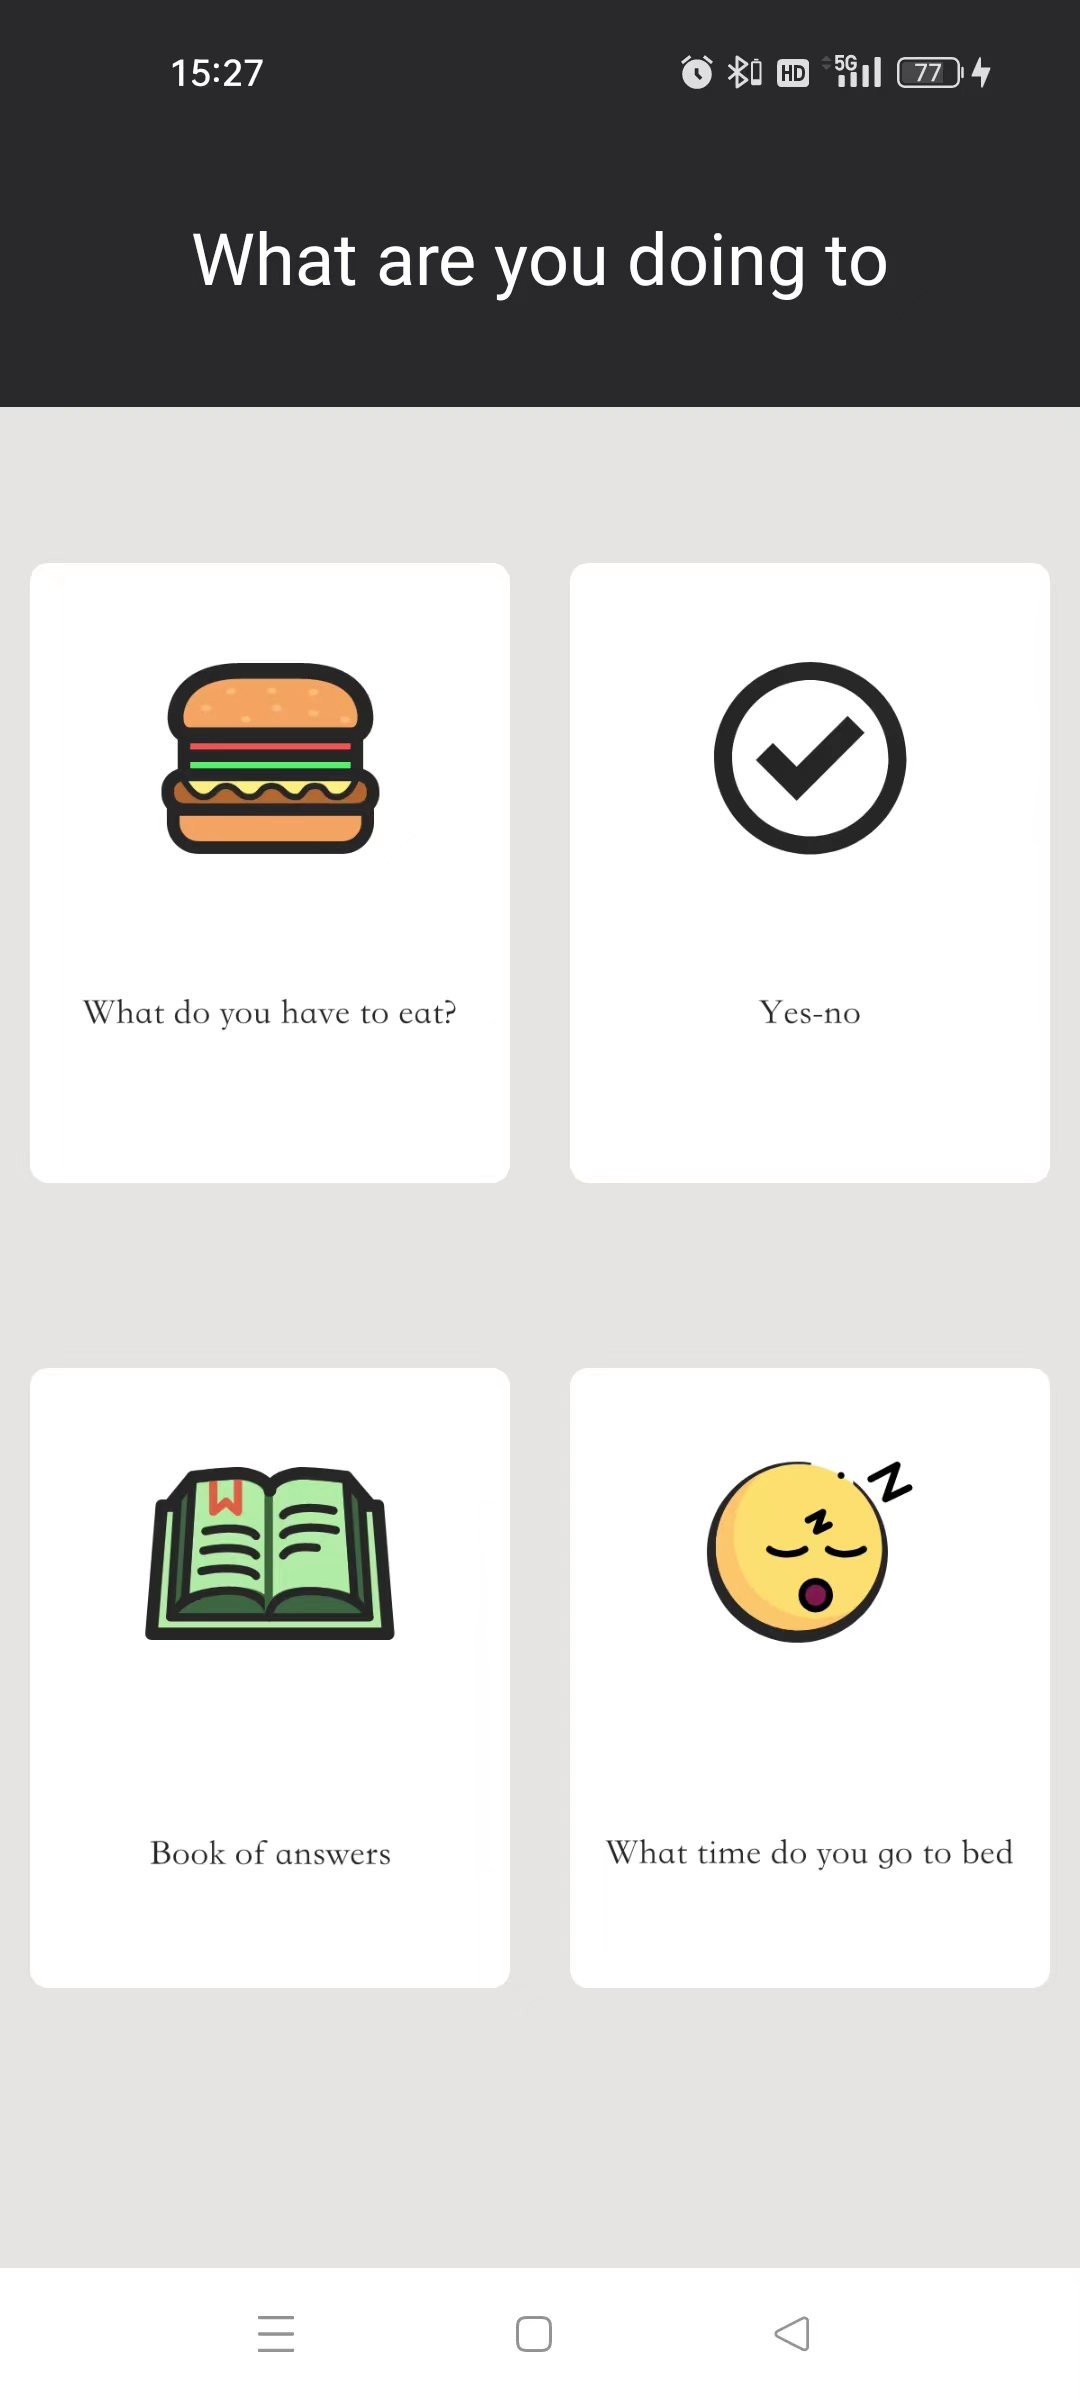 15:27
HD
5G
77
What are you doing to
What do you have to eat?
Yes-no
Book of answers
What time do you go to bed